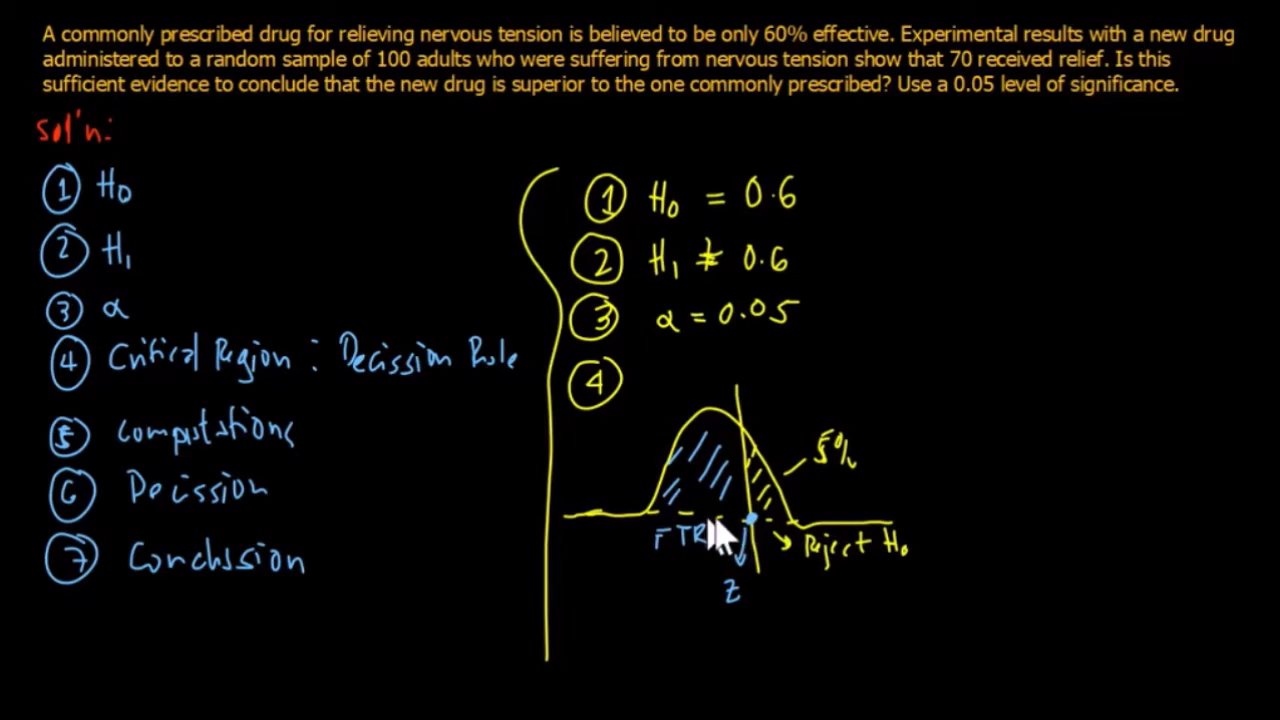 A commonly prescribed drug for relieving nervous tension is believed to be only 60% effective. Experimental results with a new drug
administered to a random sample of 100 adults who were suffering from nervous tension show that 70 received relief. Is this
sufficient evidence to conclude that the new drug is superior to the one commonly prescribed? Use a 0.05 level of significance.
Sol'n:
① H₀
② H₁
③ α
④ Critical Region : Decission Rule
⑤ Computations
⑥ Decission
⑦ Conclusion
① H₀ = 0.6
② H₁ ≠ 0.6
③ α = 0.05
④
5%
FTR
Reject H₀
Z